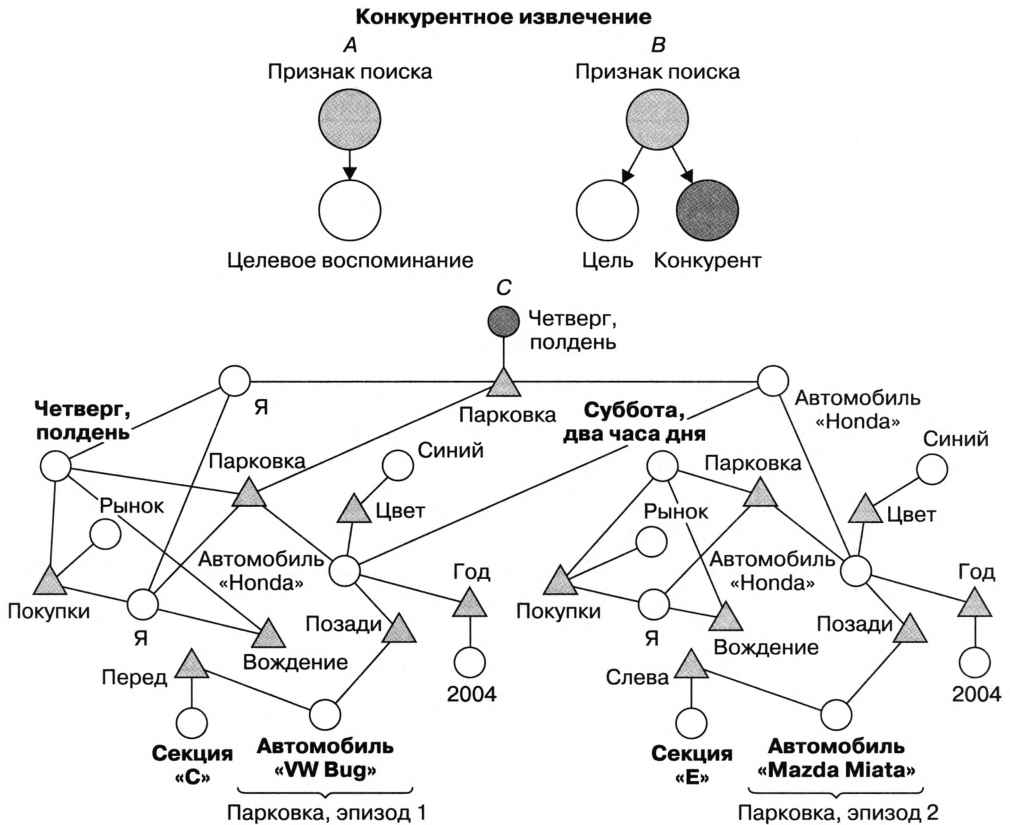 Конкурентное извлечение
A
B
Признак поиска
Признак поиска
Целевое воспоминание
Цель
Конкурент
C
Четверг,
полдень
Я
Парковка
Автомобиль
«Honda»
Четверг,
полдень
Суббота,
два часа дня
Парковка
Синий
Рынок
Цвет
Автомобиль
«Honda»
Год
Покупки
Я
Позади
Вождение
Перед
2004
Секция
«C»
Автомобиль
«VW Bug»
Парковка, эпизод 1
Парковка
Синий
Рынок
Цвет
Автомобиль
«Honda»
Год
Покупки
Я
Позади
Вождение
Слева
2004
Секция
«E»
Автомобиль
«Mazda Miata»
Парковка, эпизод 2